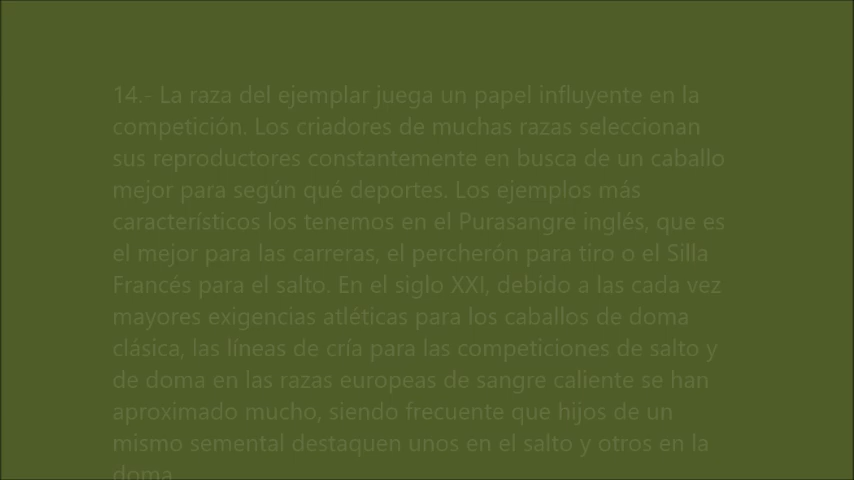 14.- La raza del ejemplar juega un papel influyente en la
competición. Los criadores de muchas razas seleccionan
sus reproductores constantemente en busca de un caballo
mejor para según qué deportes. Los ejemplos más
característicos los tenemos en el Purasangre inglés, que es
el mejor para las carreras, el percherón para tiro o el Silla
Francés para el salto. En el siglo XXI, debido a las cada vez
mayores exigencias atléticas para los caballos de doma
clásica, las líneas de cría para las competiciones de salto y
de doma en las razas europeas de sangre caliente se han
aproximado mucho, siendo frecuente que hijos de un
mismo semental destaquen unos en el salto y otros en la
doma